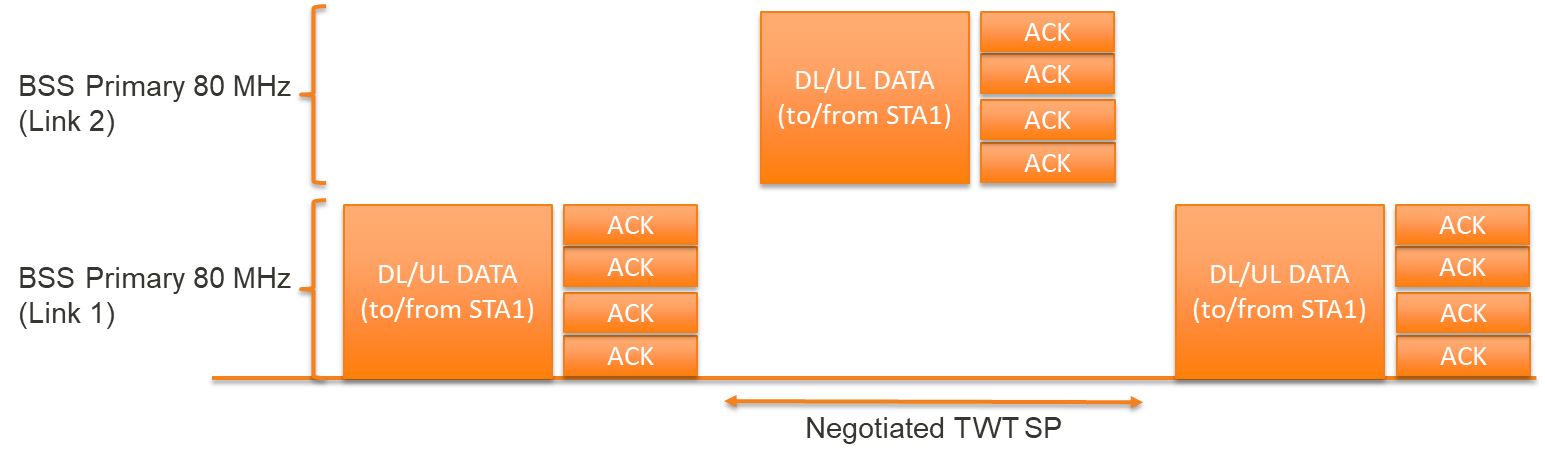 BSS Primary 80 MHz
(Link 2)
DL/UL DATA
(to/from STA1)
ACK
ACK
ACK
ACK
BSS Primary 80 MHz
(Link 1)
DL/UL DATA
(to/from STA1)
ACK
ACK
ACK
ACK
DL/UL DATA
(to/from STA1)
ACK
ACK
ACK
ACK
Negotiated TWT SP